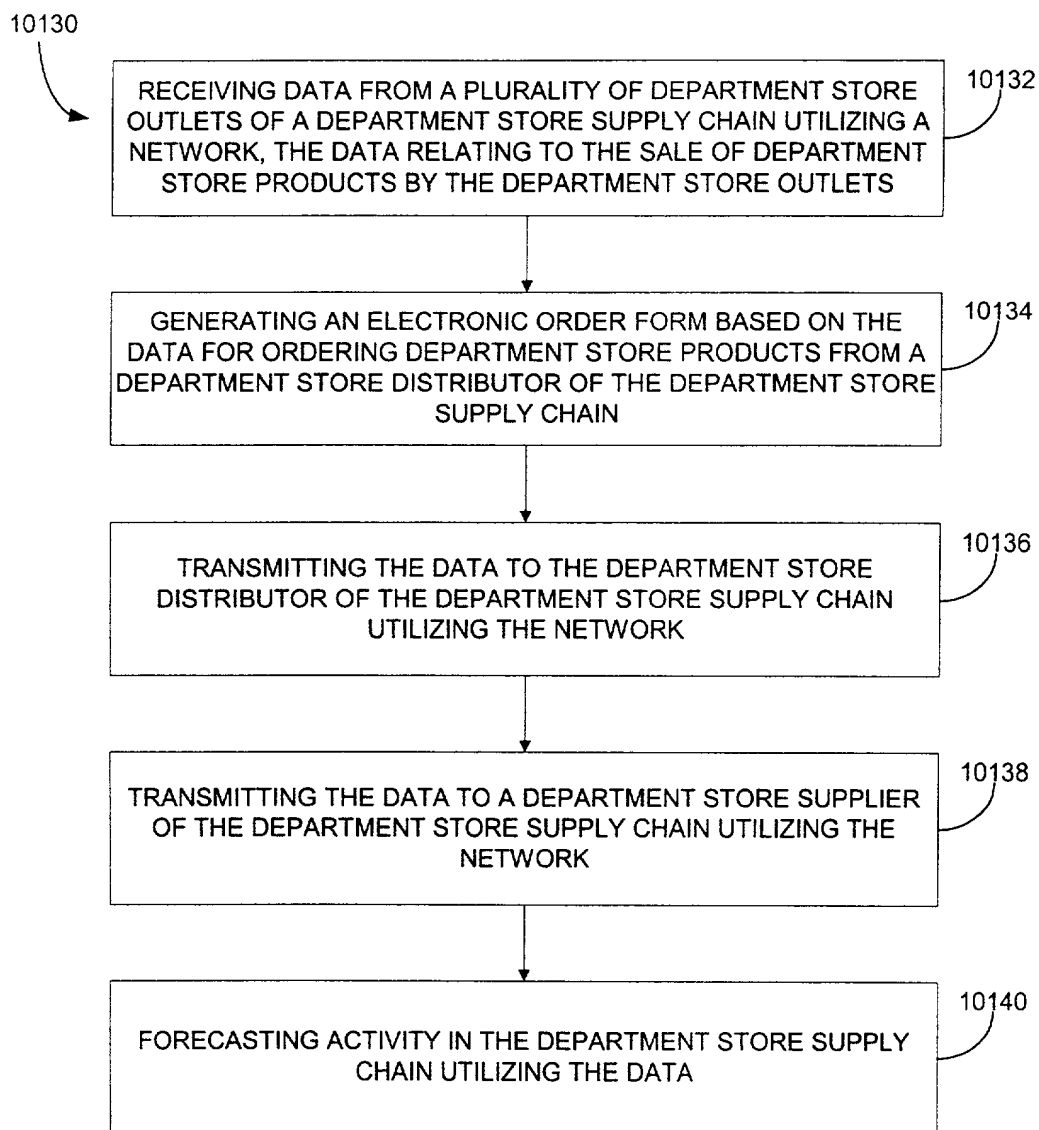 10130
10132
RECEIVING DATA FROM A PLURALITY OF DEPARTMENT STORE
OUTLETS OF A DEPARTMENT STORE SUPPLY CHAIN UTILIZING A
NETWORK, THE DATA RELATING TO THE SALE OF DEPARTMENT
STORE PRODUCTS BY THE DEPARTMENT STORE OUTLETS
10134
GENERATING AN ELECTRONIC ORDER FORM BASED ON THE
DATA FOR ORDERING DEPARTMENT STORE PRODUCTS FROM A
DEPARTMENT STORE DISTRIBUTOR OF THE DEPARTMENT STORE
SUPPLY CHAIN
10136
TRANSMITTING THE DATA TO THE DEPARTMENT STORE
DISTRIBUTOR OF THE DEPARTMENT STORE SUPPLY CHAIN
UTILIZING THE NETWORK
10138
TRANSMITTING THE DATA TO A DEPARTMENT STORE SUPPLIER
OF THE DEPARTMENT STORE SUPPLY CHAIN UTILIZING THE
NETWORK
10140
FORECASTING ACTIVITY IN THE DEPARTMENT STORE SUPPLY
CHAIN UTILIZING THE DATA